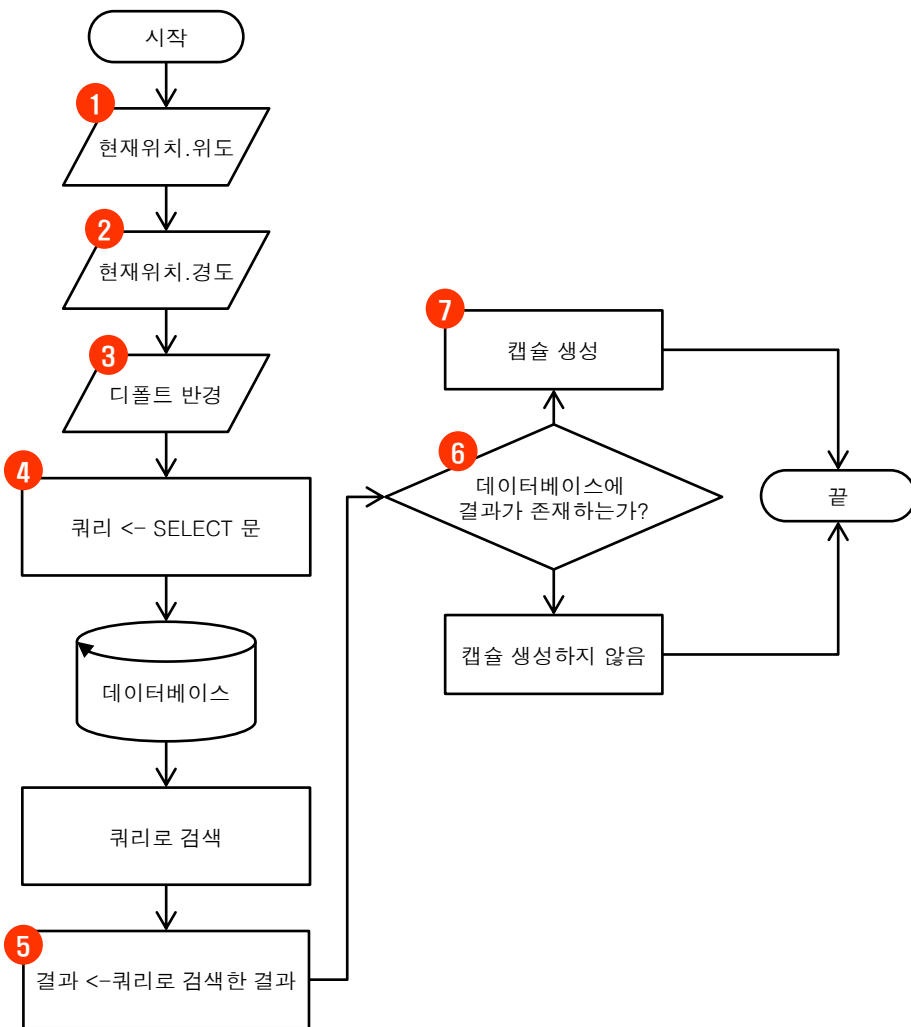 시작
1
현재위치.위도
2
현재위치.경도
3
디폴트 반경
4
쿼리 <- SELECT 문
데이터베이스
쿼리로 검색
5
결과 <-쿼리로 검색한 결과
6
데이터베이스에
결과가 존재하는가?
7
캡슐 생성
캡슐 생성하지 않음
끝